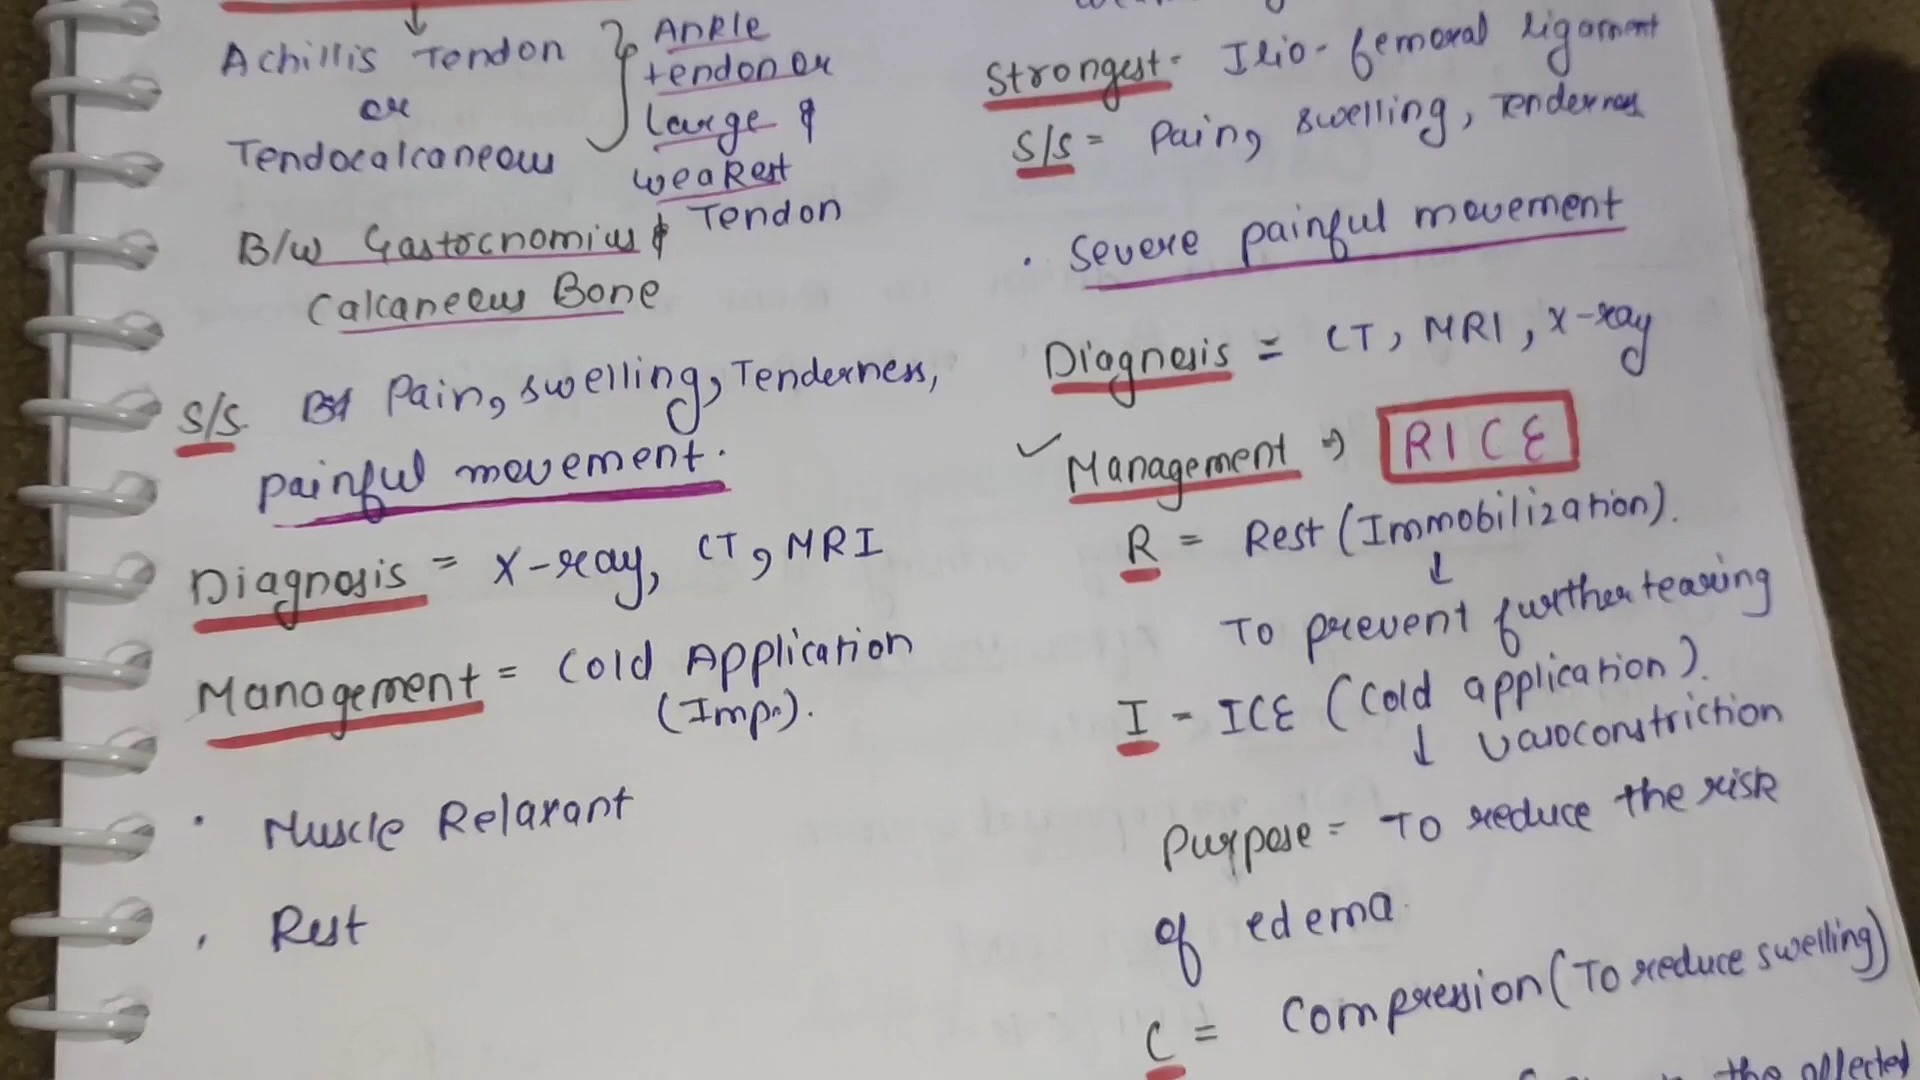 Achillis Tendon
or
Tendocalcaneous
Ankle
tendon or
Large &
weakest
Tendon
B/w Gastocnomius &
Calcaneous Bone
S/S Pain, swelling, Tenderness,
painful movement.
Diagnosis = X-ray, CT, MRI
Management = Cold Application
(Imp.).
• Muscle Relaxant
• Rest
Strongest - Ilio-femoral ligament
S/S = Pain, swelling, Tenderness
• Severe painful movement
Diagnosis = CT, MRI, X-ray
✓ Management → RICE
R = Rest (Immobilization).
↓
To prevent further tearing
I - ICE (Cold application).
↓ Vasoconstriction
Purpose = To reduce the risk
of edema.
C = Compression (To reduce swelling)
the affected